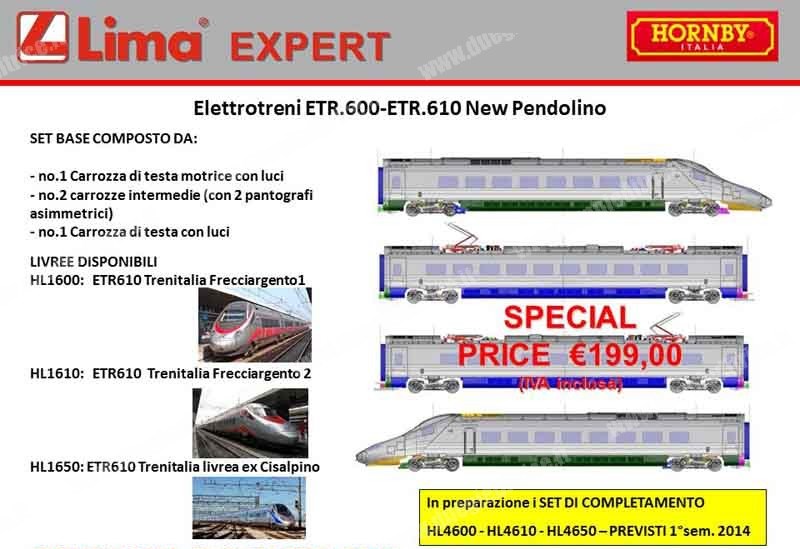 Lima® EXPERT
HORNBY®
ITALIA
Elettrotreni ETR.600-ETR.610 New Pendolino
SET BASE COMPOSTO DA:
- no.1 Carrozza di testa motrice con luci
- no.2 carrozze intermedie (con 2 pantografi
asimmetrici)
- no.1 Carrozza di testa con luci
LIVREE DISPONIBILI
HL1600: ETR610 Trenitalia Frecciargento1
HL1610: ETR610 Trenitalia Frecciargento 2
HL1650: ETR610 Trenitalia livrea ex Cisalpino
SPECIAL
PRICE €199,00
(IVA inclusa)
In preparazione i SET DI COMPLETAMENTO
HL4600 - HL4610 - HL4650 – PREVISTI 1°sem. 2014